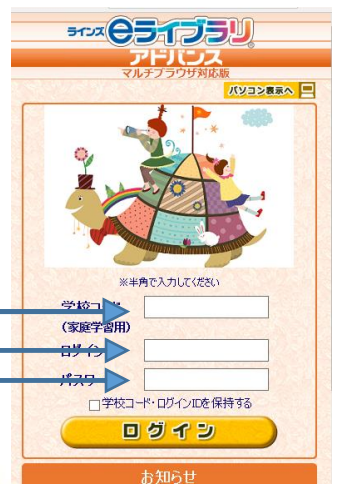 ラインズ eライブラリ®
アドバンス
マルチブラウザ対応版
パソコン表示へ
※半角で入力してください
学校コード
(家庭学習用)
ログイン
パスワ
学校コード・ログインIDを保持する
ログイン
お知らせ